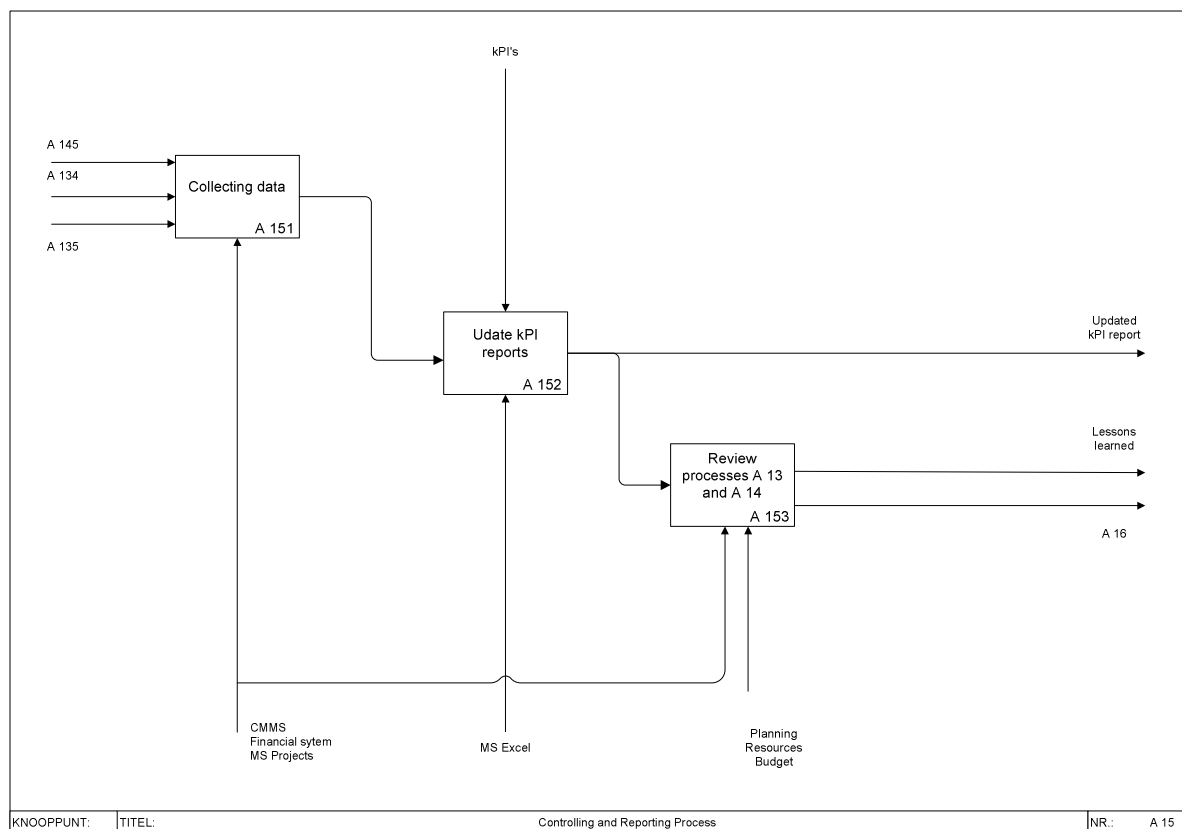 kPI's
A 145
A 134
A 135
Collecting data
A 151
Udate kPI
reports
A 152
Updated
kPI report
Review
processes A 13
and A 14
A 153
Lessons
learned
A 16
CMMS
Financial sytem
MS Projects
MS Excel
Planning
Resources
Budget
KNOOPPUNT:
TITEL:
Controlling and Reporting Process
NR.:
A 15